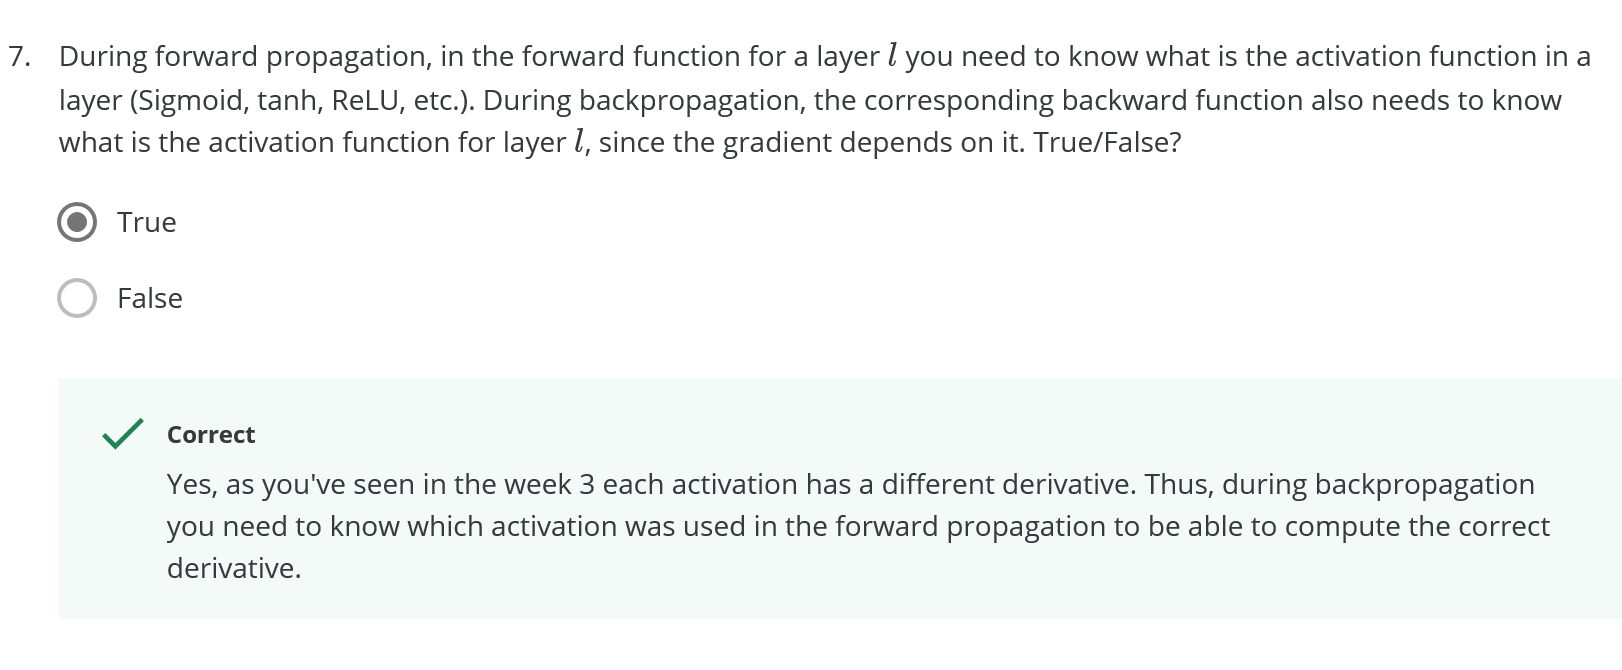 7. During forward propagation, in the forward function for a layer l you need to know what is the activation function in a
layer (Sigmoid, tanh, ReLU, etc.). During backpropagation, the corresponding backward function also needs to know
what is the activation function for layer l, since the gradient depends on it. True/False?
True
False
Correct
Yes, as you've seen in the week 3 each activation has a different derivative. Thus, during backpropagation
you need to know which activation was used in the forward propagation to be able to compute the correct
derivative.